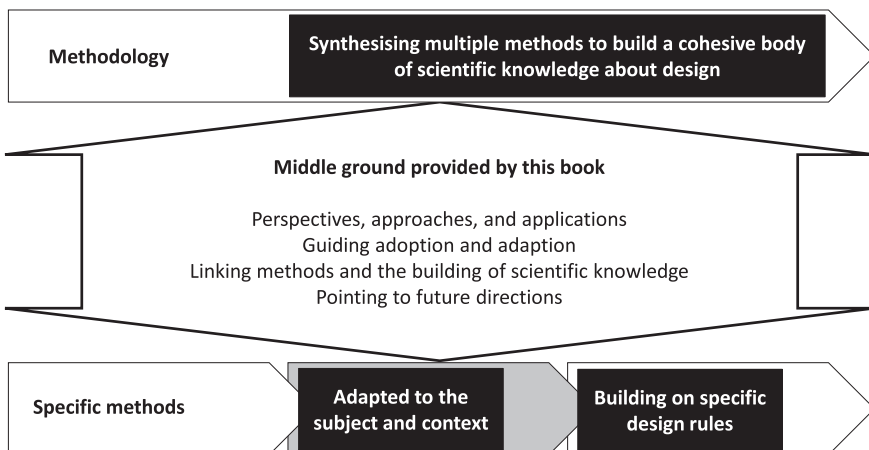 Methodology
Synthesising multiple methods to build a cohesive body
of scientific knowledge about design
Middle ground provided by this book
Perspectives, approaches, and applications
Guiding adoption and adaption
Linking methods and the building of scientific knowledge
Pointing to future directions
Specific methods
Adapted to the
subject and context
Building on specific
design rules